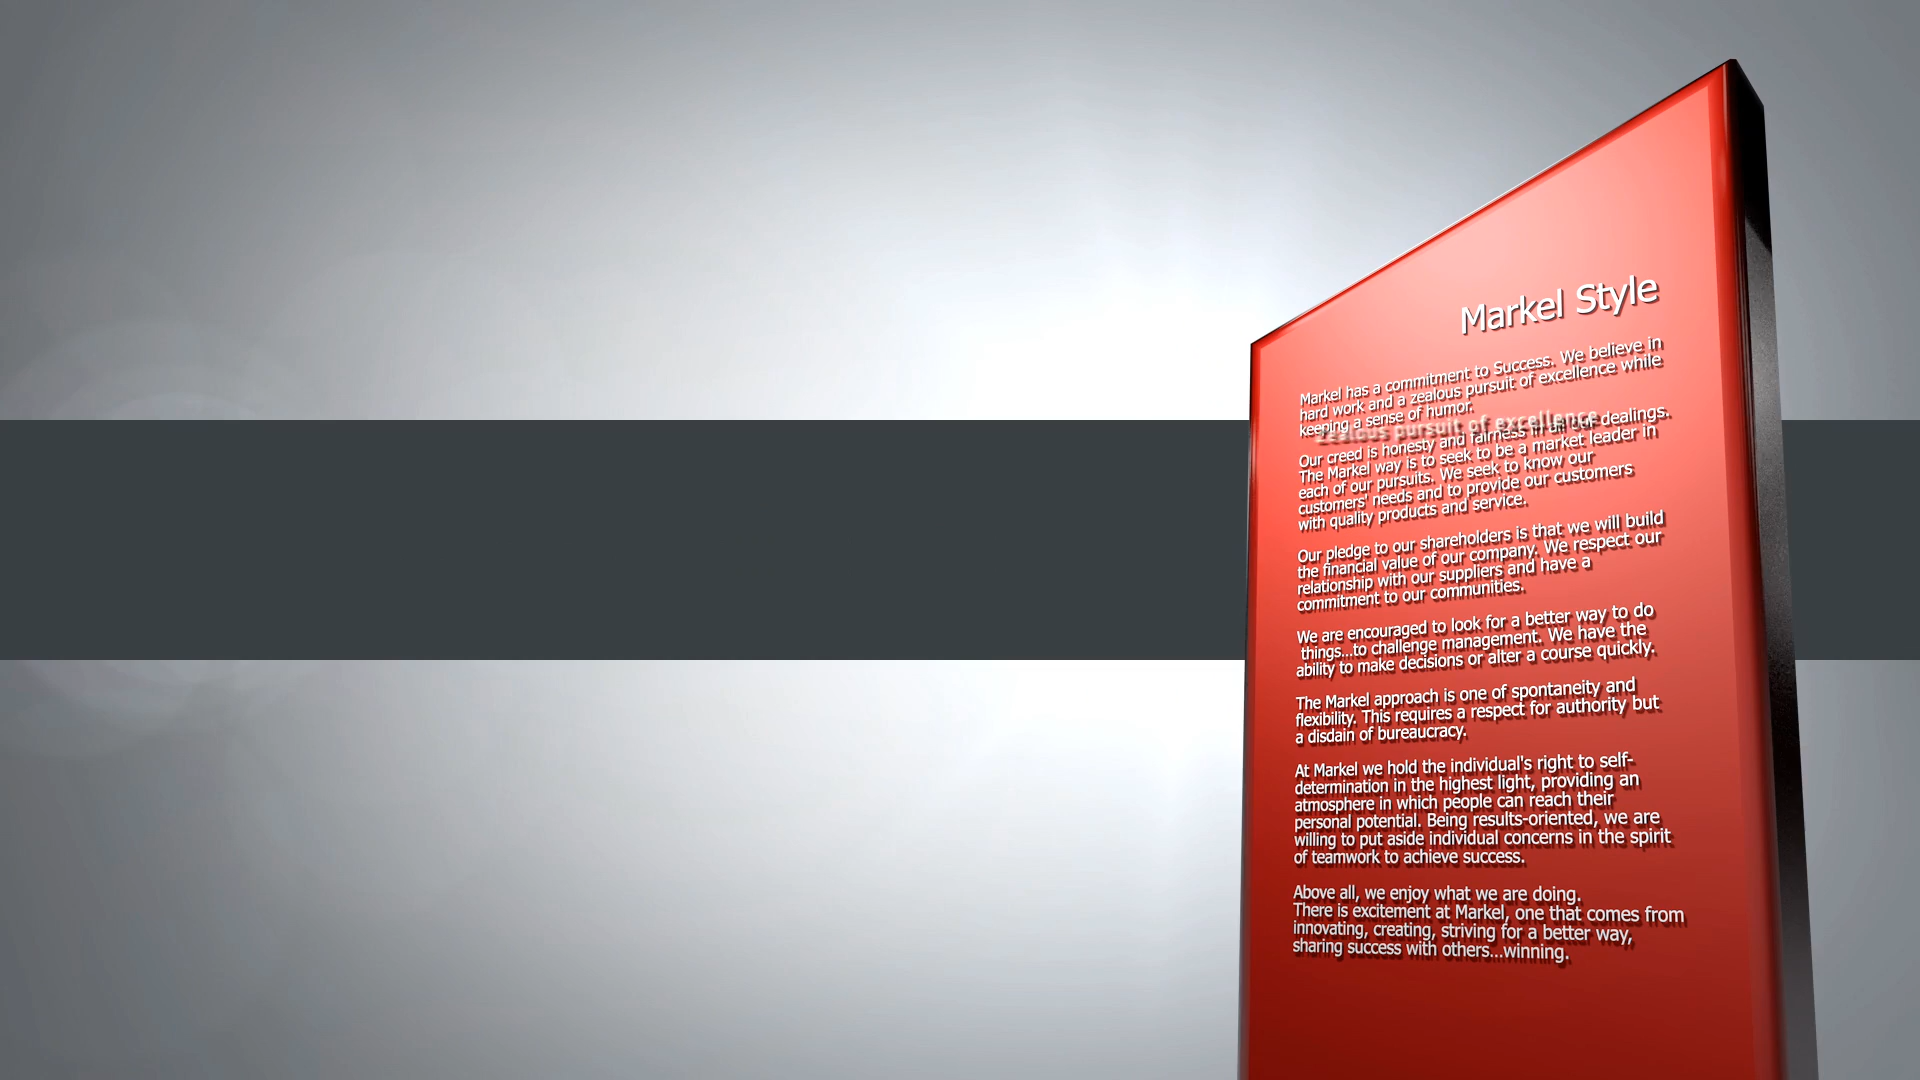 Markel Style
Markel has a commitment to Success. We believe in
hard work and a zealous pursuit of excellence while
keeping a sense of humor.
zealous pursuit of excellence
Our creed is honesty and fairness in all our dealings.
The Markel way is to seek to be a market leader in
each of our pursuits. We seek to know our
customers' needs and to provide our customers
with quality products and service.
Our pledge to our shareholders is that we will build
the financial value of our company. We respect our
relationship with our suppliers and have a
commitment to our communities.
We are encouraged to look for a better way to do
things...to challenge management. We have the
ability to make decisions or alter a course quickly.
The Markel approach is one of spontaneity and
flexibility. This requires a respect for authority but
a disdain of bureaucracy.
At Markel we hold the individual's right to self-
determination in the highest light, providing an
atmosphere in which people can reach their
personal potential. Being results-oriented, we are
willing to put aside individual concerns in the spirit
of teamwork to achieve success.
Above all, we enjoy what we are doing.
There is excitement at Markel, one that comes from
innovating, creating, striving for a better way,
sharing success with others...winning.